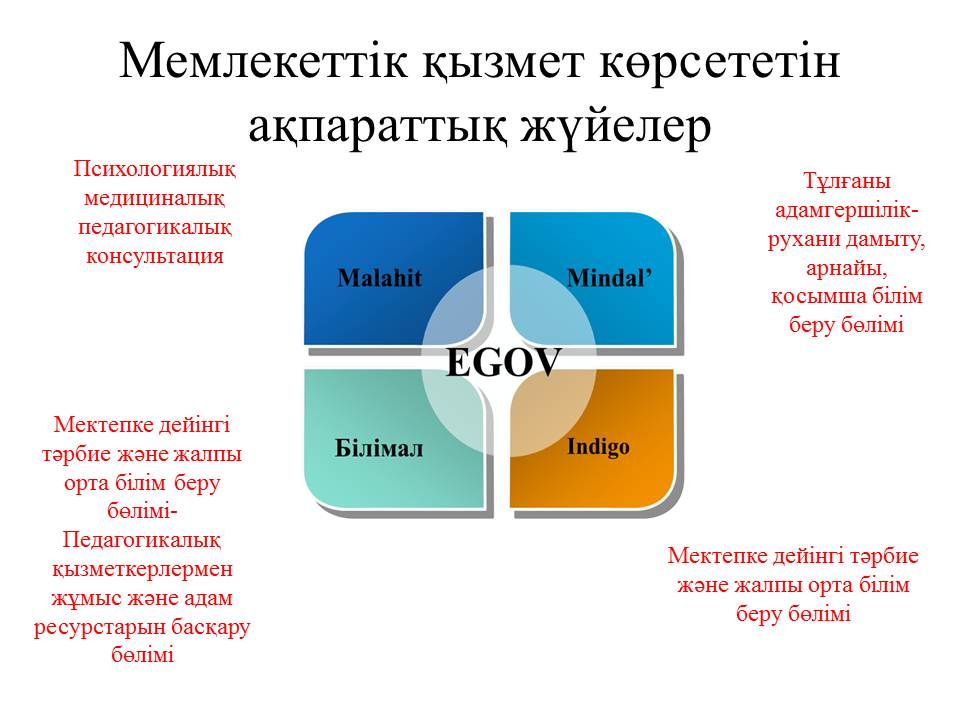 Мемлекеттік қызмет көрсететін
ақпараттық жүйелер
Психологиялық
медициналық
педагогикалық
консультация
Тұлғаны
адамгершілік-
рухани дамыту,
арнайы,
қосымша білім
беру бөлімі
Malahit
Mindal’
EGOV
Білімал
Indigo
Мектепке дейінгі
тәрбие және жалпы
орта білім беру
бөлімі-
Педагогикалық
қызметкерлермен
жұмыс және адам
ресурстарын басқару
бөлімі
Мектепке дейінгі тәрбие
және жалпы орта білім
беру бөлімі